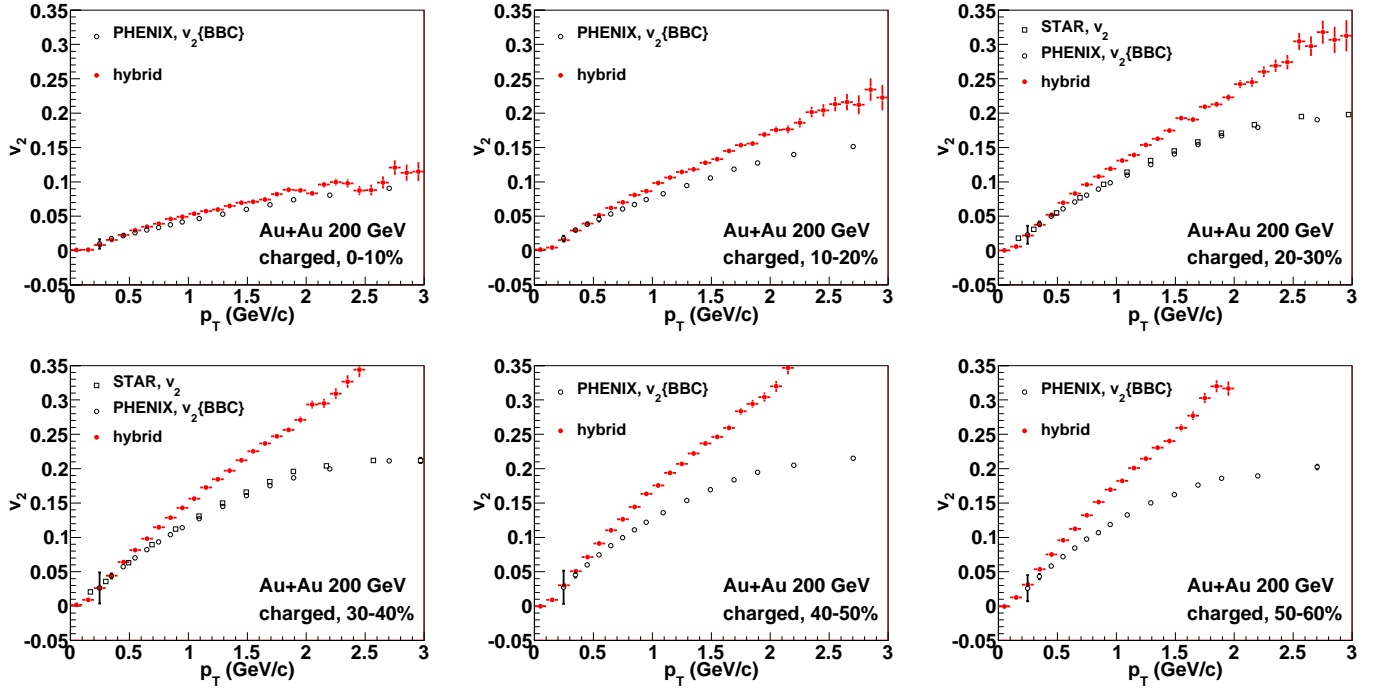 0.35
0.3
0.25
0.2
0.15
0.1
0.05
0
-0.05
v2
PHENIX, v2{BBC}
hybrid
Au+Au 200 GeV
charged, 0-10%
0 0.5 1 1.5 2 2.5 3
pT (GeV/c)
0.35
0.3
0.25
0.2
0.15
0.1
0.05
0
-0.05
v2
PHENIX, v2{BBC}
hybrid
Au+Au 200 GeV
charged, 10-20%
0 0.5 1 1.5 2 2.5 3
pT (GeV/c)
0.35
0.3
0.25
0.2
0.15
0.1
0.05
0
-0.05
v2
STAR, v2
PHENIX, v2{BBC}
hybrid
Au+Au 200 GeV
charged, 20-30%
0 0.5 1 1.5 2 2.5 3
pT (GeV/c)
0.35
0.3
0.25
0.2
0.15
0.1
0.05
0
-0.05
v2
STAR, v2
PHENIX, v2{BBC}
hybrid
Au+Au 200 GeV
charged, 30-40%
0 0.5 1 1.5 2 2.5 3
pT (GeV/c)
0.35
0.3
0.25
0.2
0.15
0.1
0.05
0
-0.05
v2
PHENIX, v2{BBC}
hybrid
Au+Au 200 GeV
charged, 40-50%
0 0.5 1 1.5 2 2.5 3
pT (GeV/c)
0.35
0.3
0.25
0.2
0.15
0.1
0.05
0
-0.05
v2
PHENIX, v2{BBC}
hybrid
Au+Au 200 GeV
charged, 50-60%
0 0.5 1 1.5 2 2.5 3
pT (GeV/c)